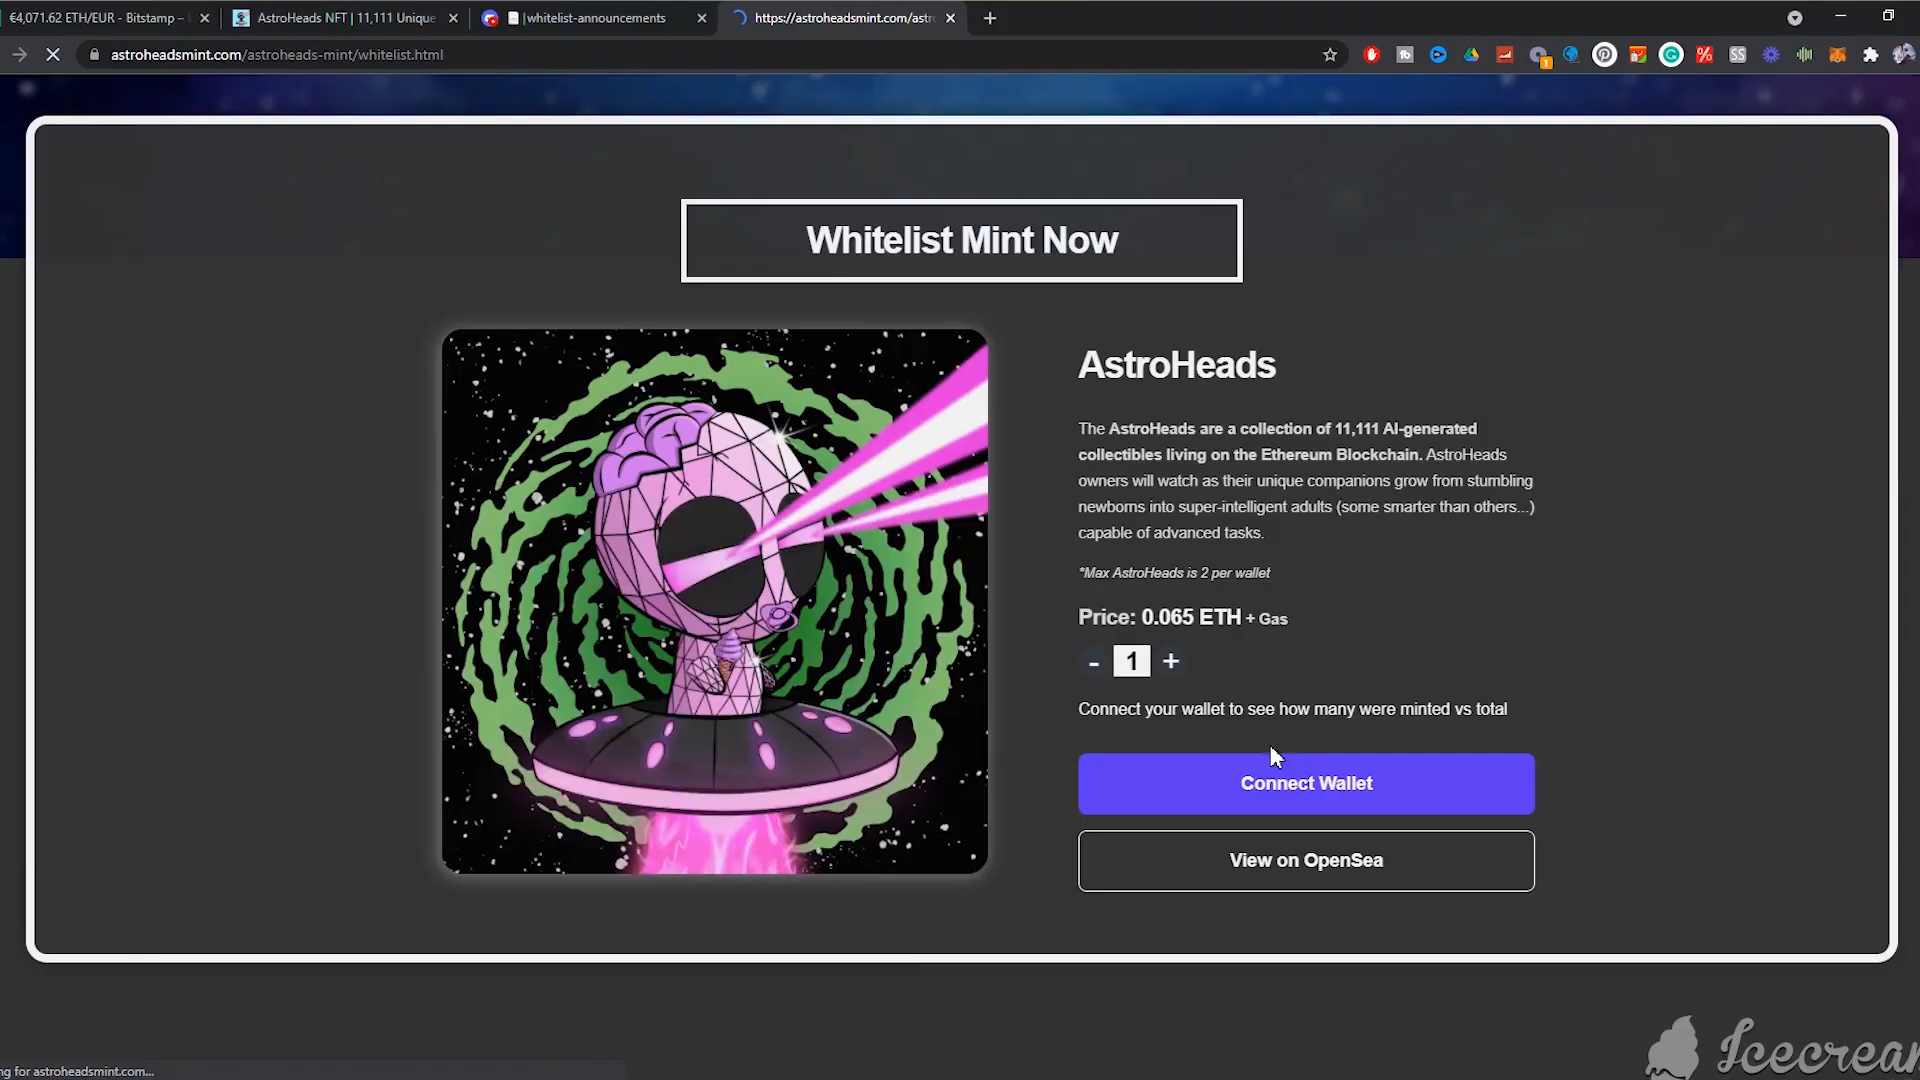 €4,071.62 ETH/EUR - Bitstamp –
AstroHeads NFT | 11,111 Unique
|whitelist-announcements
https://astroheadsmint.com/astr
astroheadsmint.com/astroheads-mint/whitelist.html
1
SS
Whitelist Mint Now
AstroHeads
The AstroHeads are a collection of 11,111 AI-generated
collectibles living on the Ethereum Blockchain. AstroHeads
owners will watch as their unique companions grow from stumbling
newborns into super-intelligent adults (some smarter than others...)
capable of advanced tasks.
*Max AstroHeads is 2 per wallet
Price: 0.065 ETH + Gas
- 1 +
Connect your wallet to see how many were minted vs total
Connect Wallet
View on OpenSea
Icecream
ng for astroheadsmint.com...